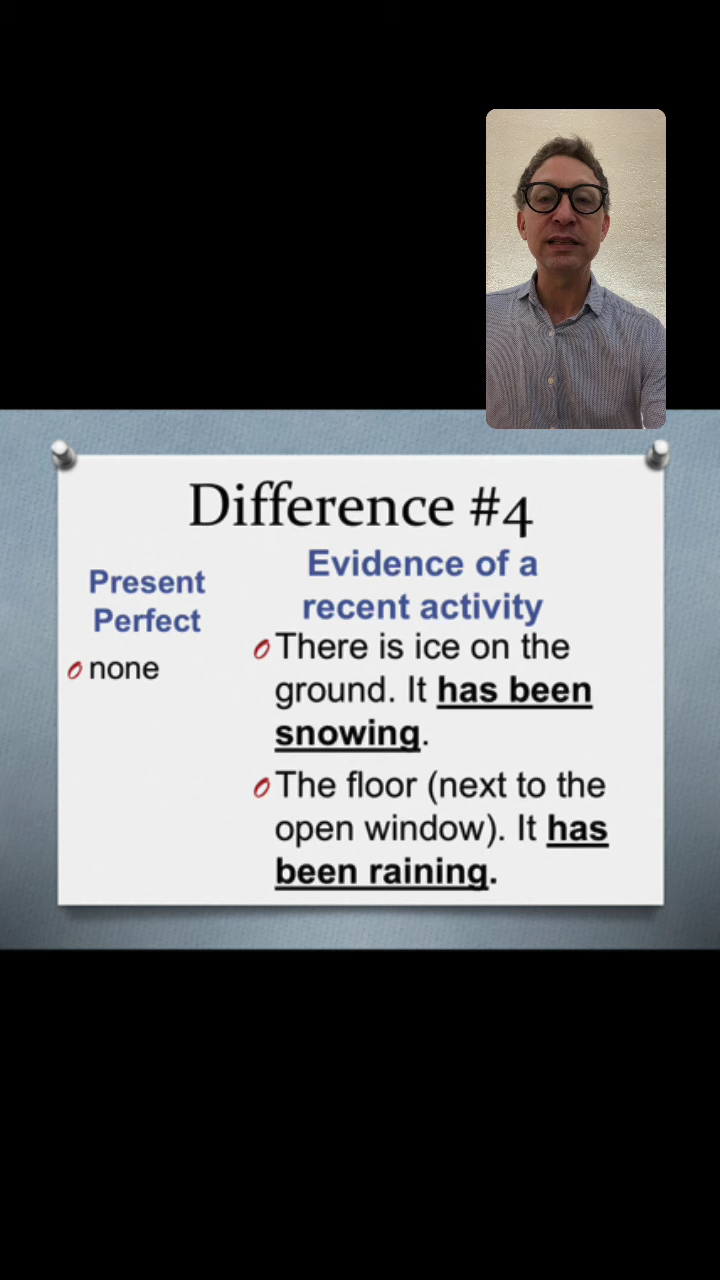 Difference #4
Present
Perfect
none
Evidence of a
recent activity
There is ice on the
ground. It has been
snowing.
The floor (next to the
open window). It has
been raining.